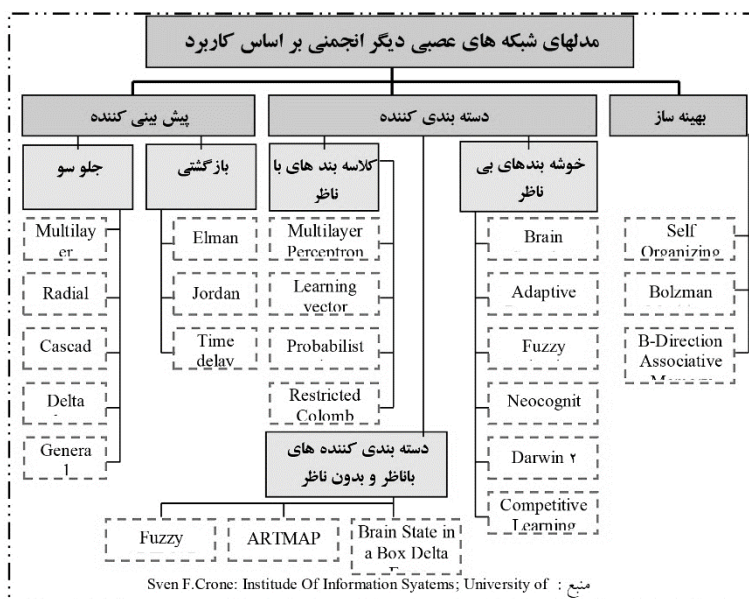 مدلهای شبکه های عصبی دیگر انجمنی بر اساس کاربرد
بهینه ساز
دسته بندی کننده
پیش بینی کننده
خوشه بندهای بی
ناظر
کلاسه بند های با
ناظر
بازگشتی
جلو سو
Self
Organizing
Bolzman
B-Direction
Associative
Brain
Adaptive
Fuzzy
Neocognit
Darwin ۲
Competitive
Learning
Multilayer
Perceptron
Learning
vector
Probabilist
Restricted
Colomb
Elman
Jordan
Time
delay
Multilay
er
Radial
Cascad
Delta
Genera
l
دسته بندی کننده های
باناظر و بدون ناظر
Fuzzy
ARTMAP
Brain State in
a Box Delta
منبع : Sven F.Crone: Institude Of Information Syatems; University of